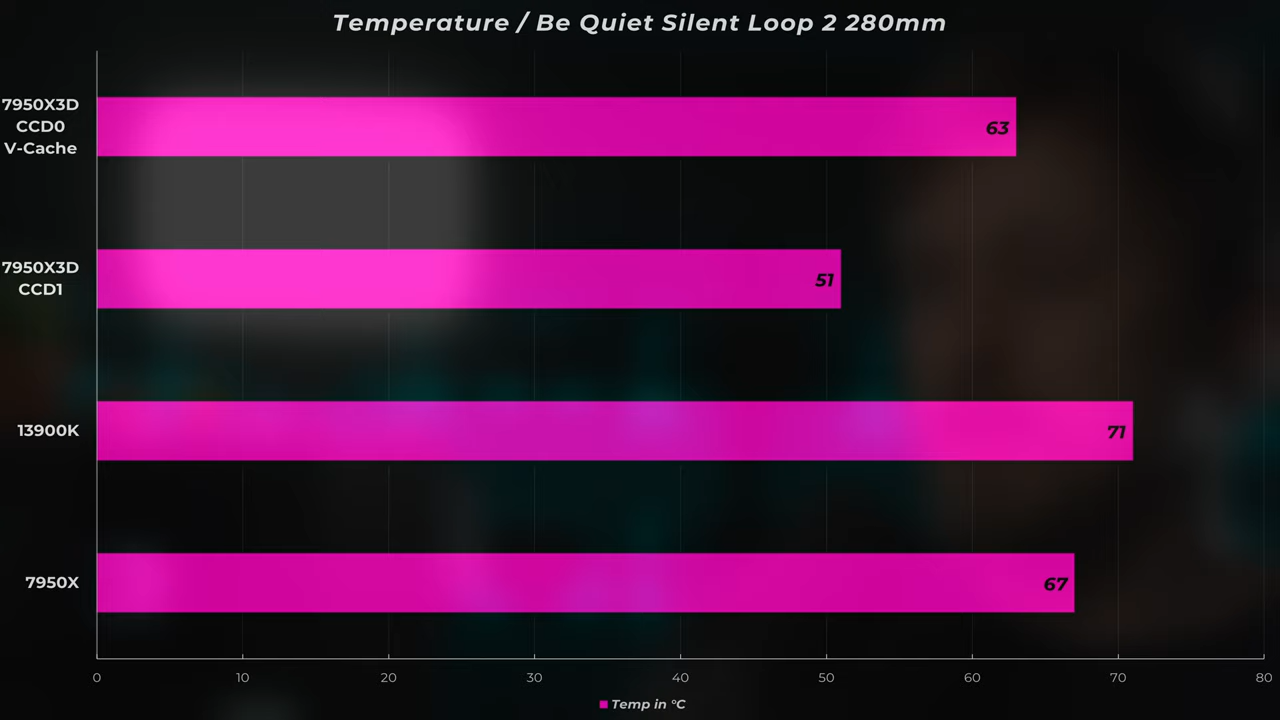 Temperature / Be Quiet Silent Loop 2 280mm
7950X3D
CCD0
V-Cache
63
7950X3D
CCD1
51
13900K
71
7950X
67
0 10 20 30 40 50 60 70 80
Temp in °C